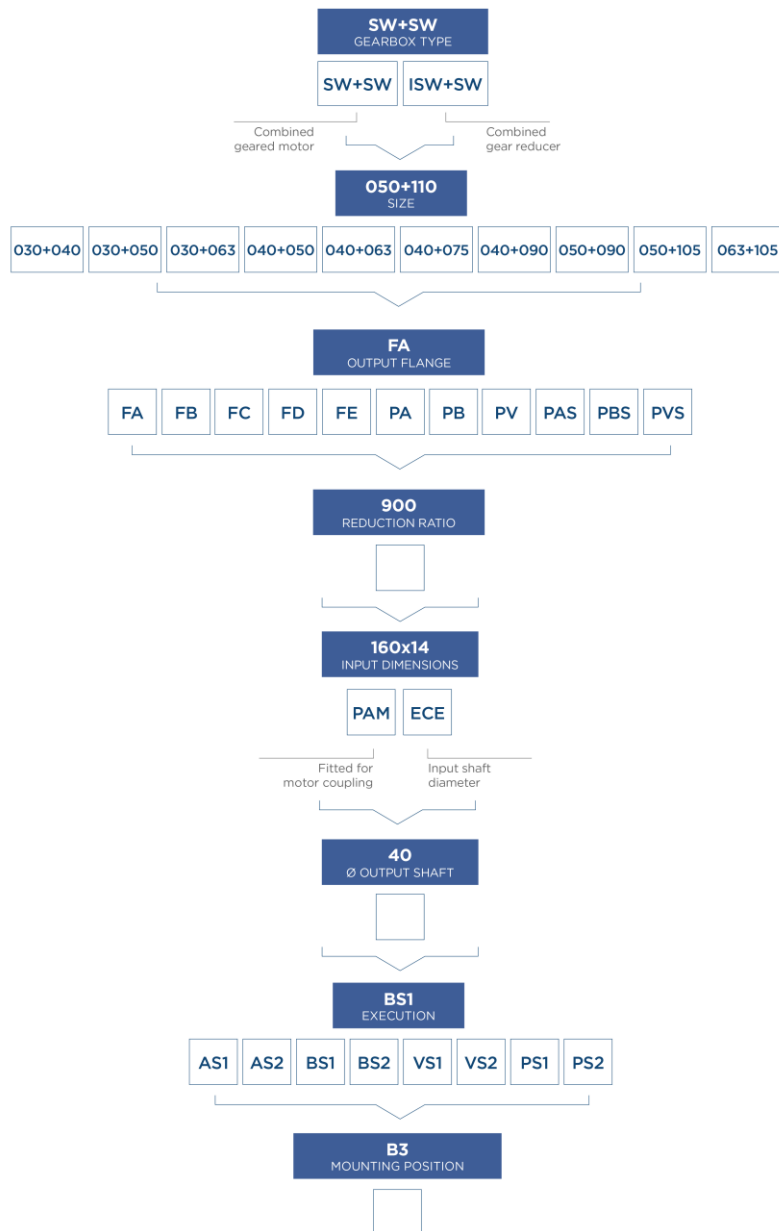 SW+SW
GEARBOX TYPE
SW+SW ISW+SW
Combined geared motor
Combined gear reducer
050+110
SIZE
030+040 030+050 030+063 040+050 040+063 040+075 040+090 050+090 050+105 063+105
FA
OUTPUT FLANGE
FA FB FC FD FE PA PB PV PAS PBS PVS
900
REDUCTION RATIO
160x14
INPUT DIMENSIONS
PAM ECE
Fitted for
motor coupling
Input shaft
diameter
40
Ø OUTPUT SHAFT
BS1
EXECUTION
AS1 AS2 BS1 BS2 VS1 VS2 PS1 PS2
B3
MOUNTING POSITION